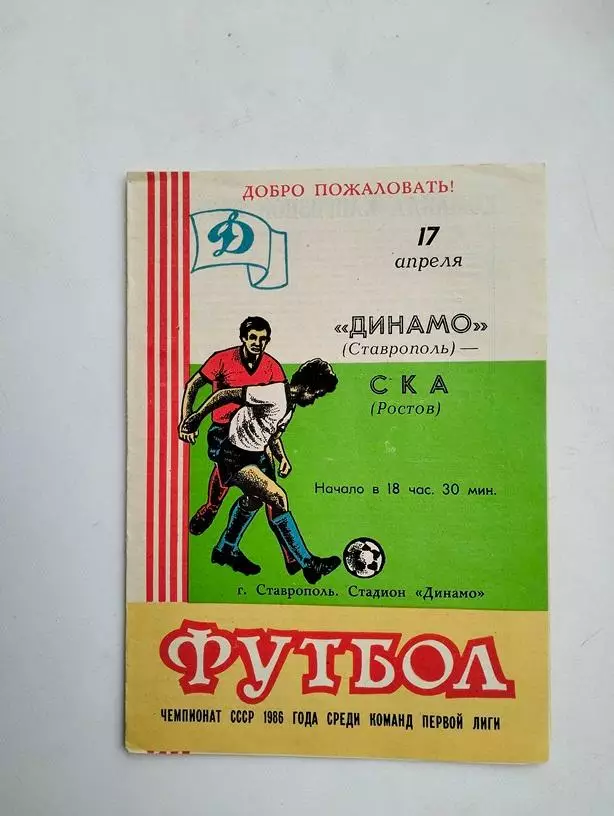 ДОБРО ПОЖАЛОВАТЬ!
Д
17
апреля
«ДИНАМО»
(Ставрополь) —
СКА
(Ростов)
Начало в 18 час. 30 мин.
г. Ставрополь. Стадион «Динамо»
ФУТБОЛ
ЧЕМПИОНАТ СССР 1986 ГОДА СРЕДИ КОМАНД ПЕРВОЙ ЛИГИ